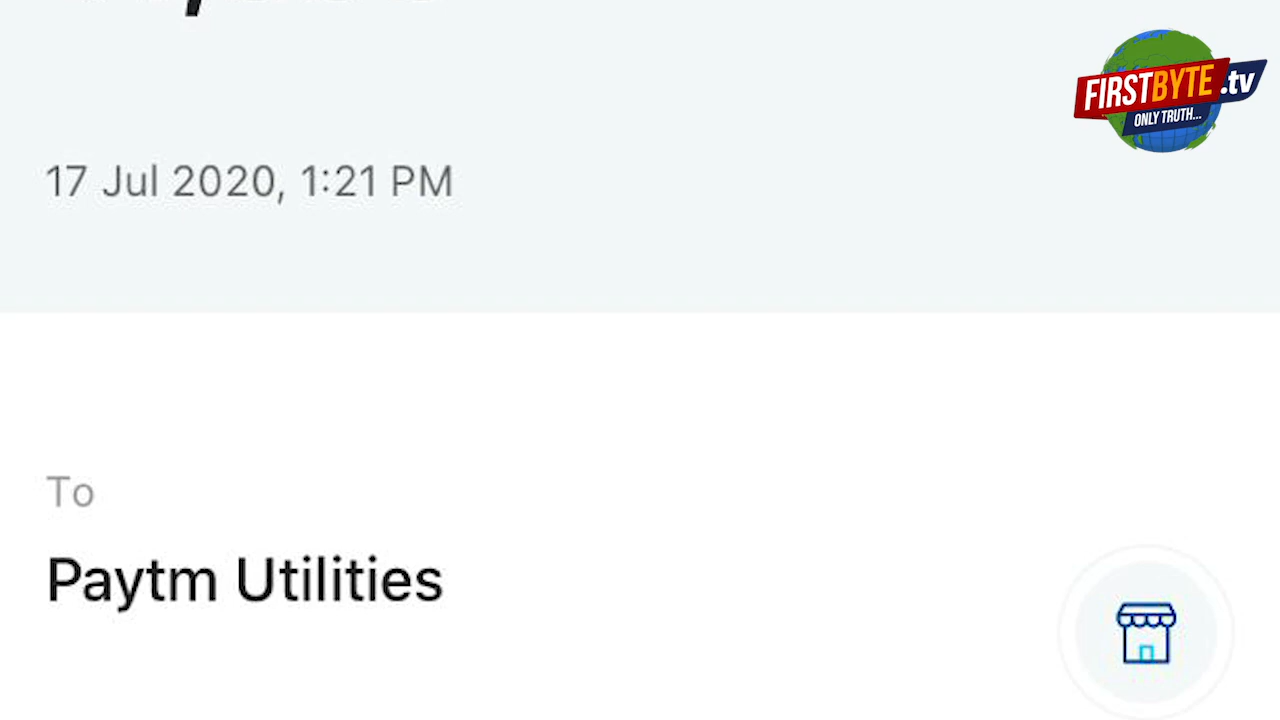 FIRSTBYTE.tv
ONLY TRUTH...
17 Jul 2020, 1:21 PM
To
Paytm Utilities